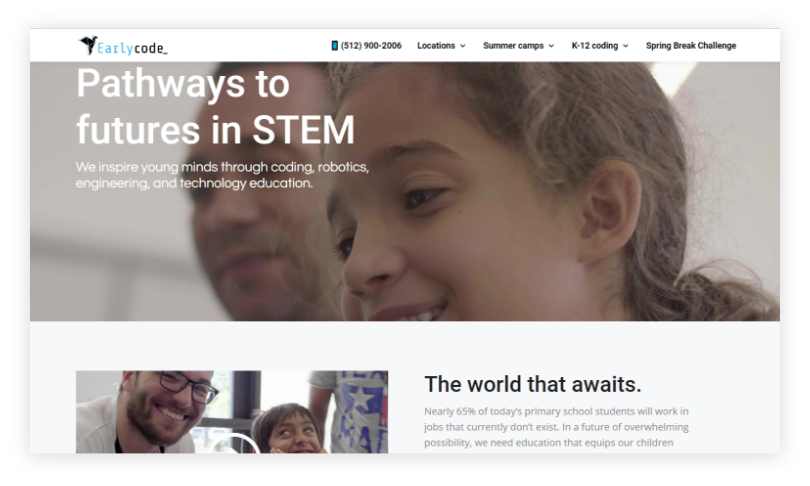 Earlycode_
(512) 900-2006 Locations Summer camps K-12 coding Spring Break Challenge
Pathways to
futures in STEM
We inspire young minds through coding, robotics,
engineering, and technology education.
The world that awaits.
Nearly 65% of today's primary school students will work in
jobs that currently don't exist. In a future of overwhelming
possibility, we need education that equips our children